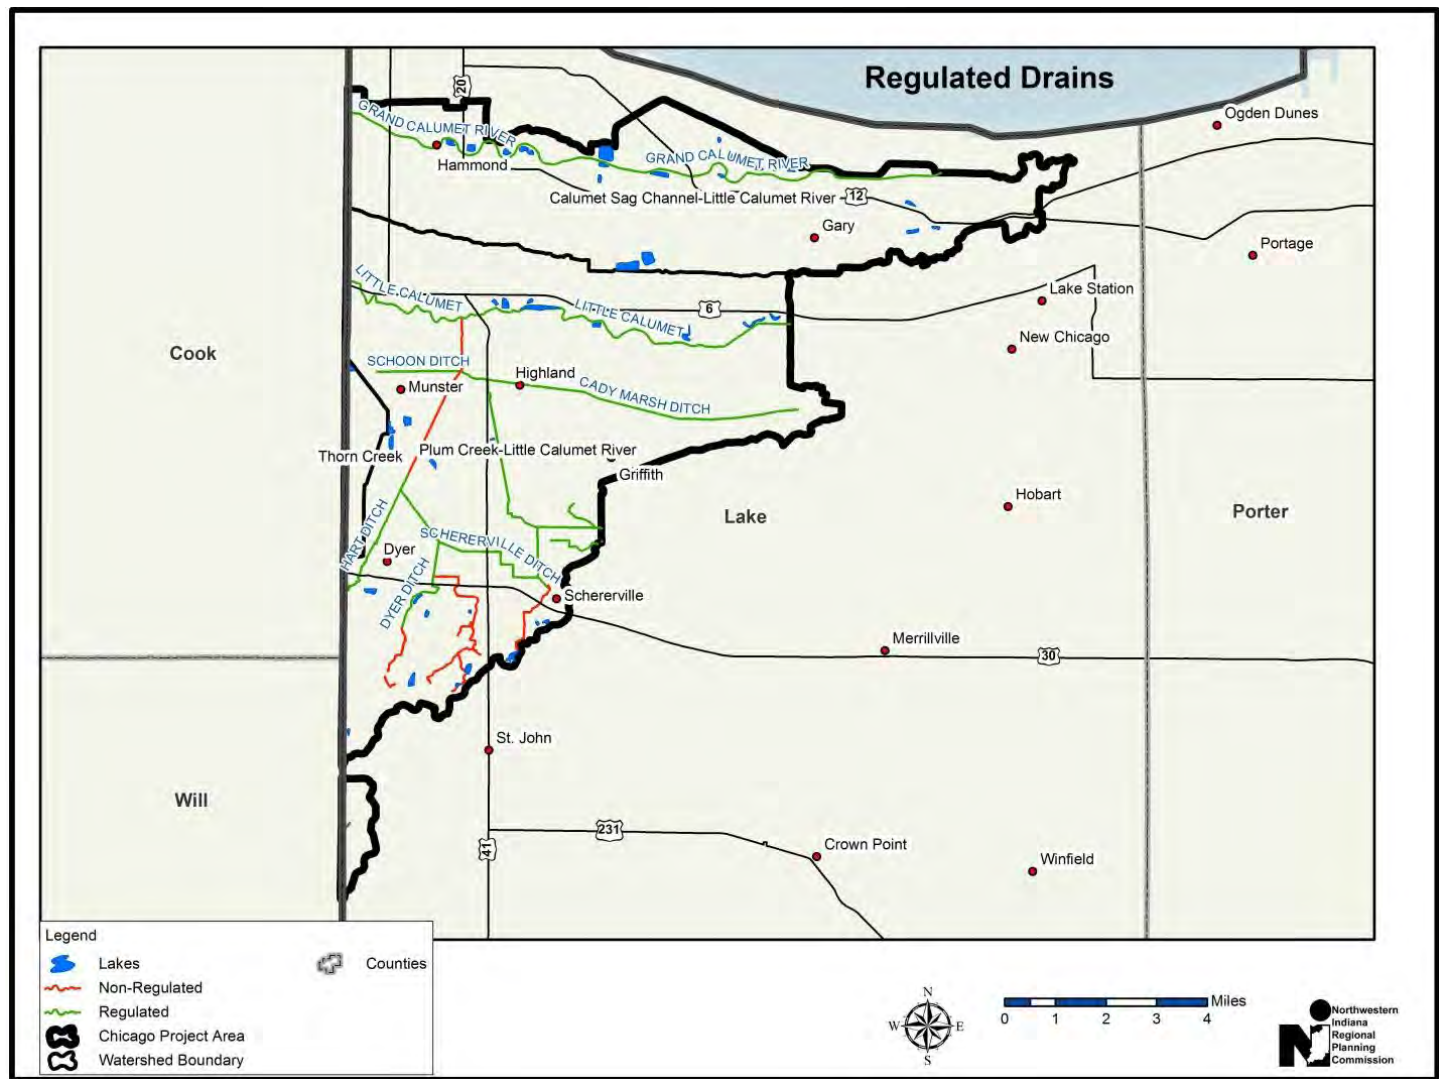 Regulated Drains
20
Ogden Dunes
GRAND CALUMET RIVER
GRAND CALUMET RIVER
Hammond
Calumet Sag Channel-Little Calumet River
12
Gary
Portage
LITTLE CALUMET
Lake Station
LITTLE CALUMET
6
New Chicago
Cook
SCHOON DITCH
Highland
Munster
CADY MARSH DITCH
Thorn Creek
Plum Creek-Little Calumet River
Griffith
Hobart
Lake
Porter
HART DITCH
SCHERERVILLE DITCH
Dyer
DYER DITCH
Schererville
Merrillville
30
St. John
Will
231
41
Crown Point
Winfield
Legend
Lakes
Counties
Non-Regulated
Regulated
Chicago Project Area
Watershed Boundary
N
W
E
S
Miles
0 1 2 3 4
Northwestern
Indiana
Regional
Planning
Commission